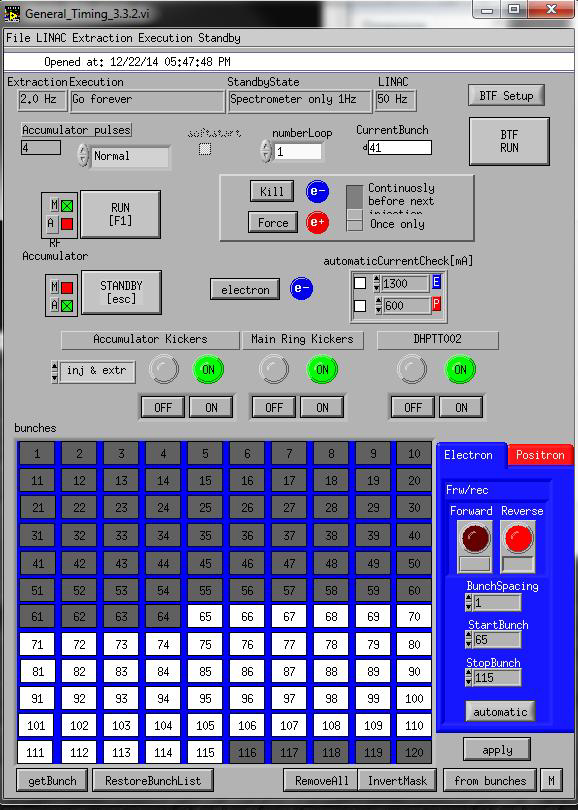 General_Timing_3.3.2.vi
File LINAC Extraction Execution Standby
Opened at: 12/22/14 05:47:48 PM
Extraction Execution StandbyState LINAC
2.0 Hz Go forever Spectrometer only 1Hz 50 Hz
BTF Setup
Accumulator pulses softstart numberLoop CurrentBunch
4 Normal 1 d 41
BTF
RUN
Kill e-
Force e+
Continuosly
before next
injection
Once only
M
A
RF
RUN
[F1]
Accumulator
M
A
STANDBY
[esc]
electron e-
automaticCurrentCheck[mA]
1300 E
600 P
Accumulator Kickers Main Ring Kickers DHPTT002
inj & extr ON ON ON
OFF ON OFF ON OFF ON
bunches
1 2 3 4 5 6 7 8 9 10
11 12 13 14 15 16 17 18 19 20
21 22 23 24 25 26 27 28 29 30
31 32 33 34 35 36 37 38 39 40
41 42 43 44 45 46 47 48 49 50
51 52 53 54 55 56 57 58 59 60
61 62 63 64 65 66 67 68 69 70
71 72 73 74 75 76 77 78 79 80
81 82 83 84 85 86 87 88 89 90
91 92 93 94 95 96 97 98 99 100
101 102 103 104 105 106 107 108 109 110
111 112 113 114 115 116 117 118 119 120
Electron Positron
Frw/rec
Forward Reverse
BunchSpacing
1
StartBunch
65
StopBunch
115
automatic
apply
getBunch RestoreBunchList RemoveAll InvertMask from bunches M